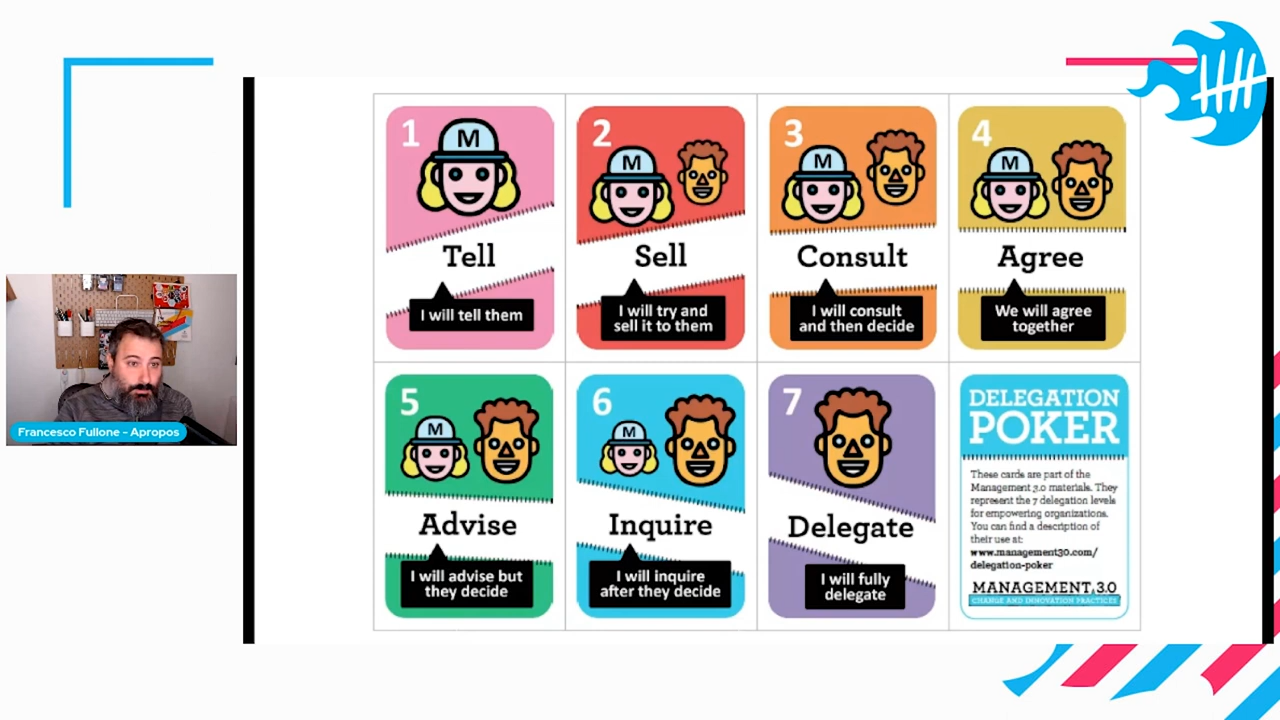 1
M
Tell
I will tell them
2
M
Sell
I will try and
sell it to them
3
M
Consult
I will consult
and then decide
4
M
Agree
We will agree
together
5
M
Advise
I will advise but
they decide
6
M
Inquire
I will inquire
after they decide
7
Delegate
I will fully
delegate
DELEGATION
POKER
These cards are part of the
Management 3.0 materials. They
represent the 7 delegation levels
for empowering organizations.
You can find a description of
their use at:
www.management30.com/
delegation-poker
MANAGEMENT 3.0
CHANGE AND INNOVATION PRACTICES
Francesco Fullone - Apropos